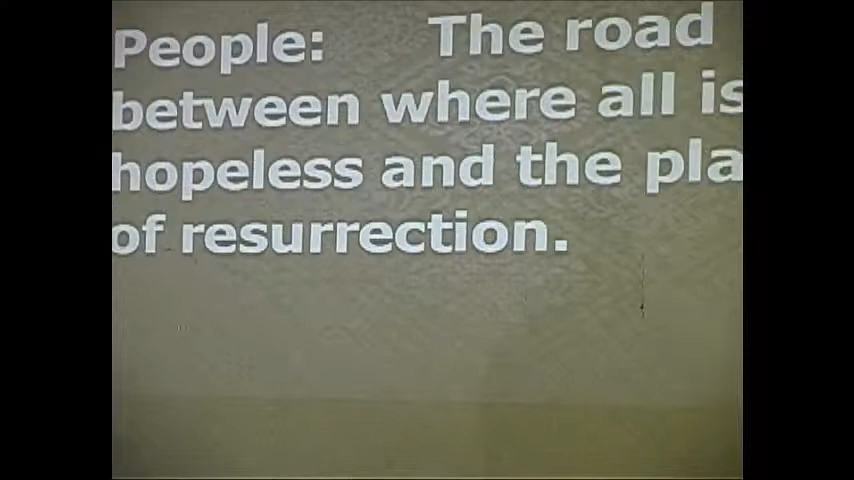 People: The road
between where all is
hopeless and the pla
of resurrection.